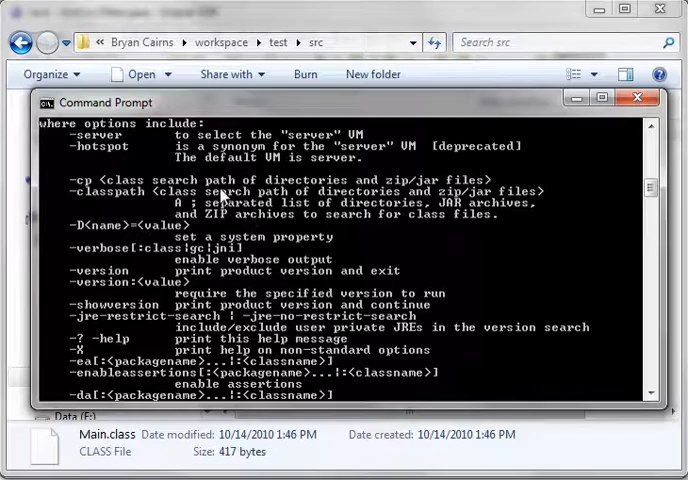 « Bryan Cairns ▸ workspace ▸ test ▸ src
Search src
Organize ▾ Open ▾ Share with ▾ Burn New folder
Command Prompt
where options include:
-server to select the "server" VM
-hotspot is a synonym for the "server" VM [deprecated]
The default VM is server.
-cp <class search path of directories and zip/jar files>
-classpath <class search path of directories and zip/jar files>
A ; separated list of directories, JAR archives,
and ZIP archives to search for class files.
-D<name>=<value>
set a system property
-verbose[:class|gc|jni]
enable verbose output
-version print product version and exit
-version:<value>
require the specified version to run
-showversion print product version and continue
-jre-restrict-search | -jre-no-restrict-search
include/exclude user private JREs in the version search
-? -help print this help message
-X print help on non-standard options
-ea[:<packagename>...|:<classname>]
-enableassertions[:<packagename>...|:<classname>]
enable assertions
-da[:<packagename>...|:<classname>]
Data (F:)
Main.class Date modified: 10/14/2010 1:46 PM Date created: 10/14/2010 1:46 PM
CLASS File Size: 417 bytes